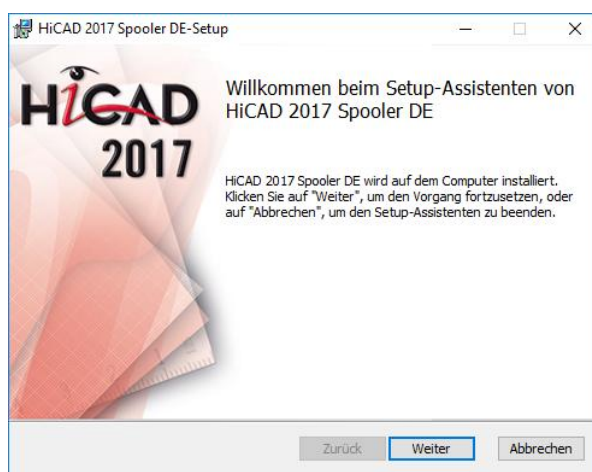 HiCAD 2017 Spooler DE-Setup
HiCAD
2017
Willkommen beim Setup-Assistenten von
HiCAD 2017 Spooler DE
HiCAD 2017 Spooler DE wird auf dem Computer installiert.
Klicken Sie auf "Weiter", um den Vorgang fortzusetzen, oder
auf "Abbrechen", um den Setup-Assistenten zu beenden.
Zurück
Weiter
Abbrechen